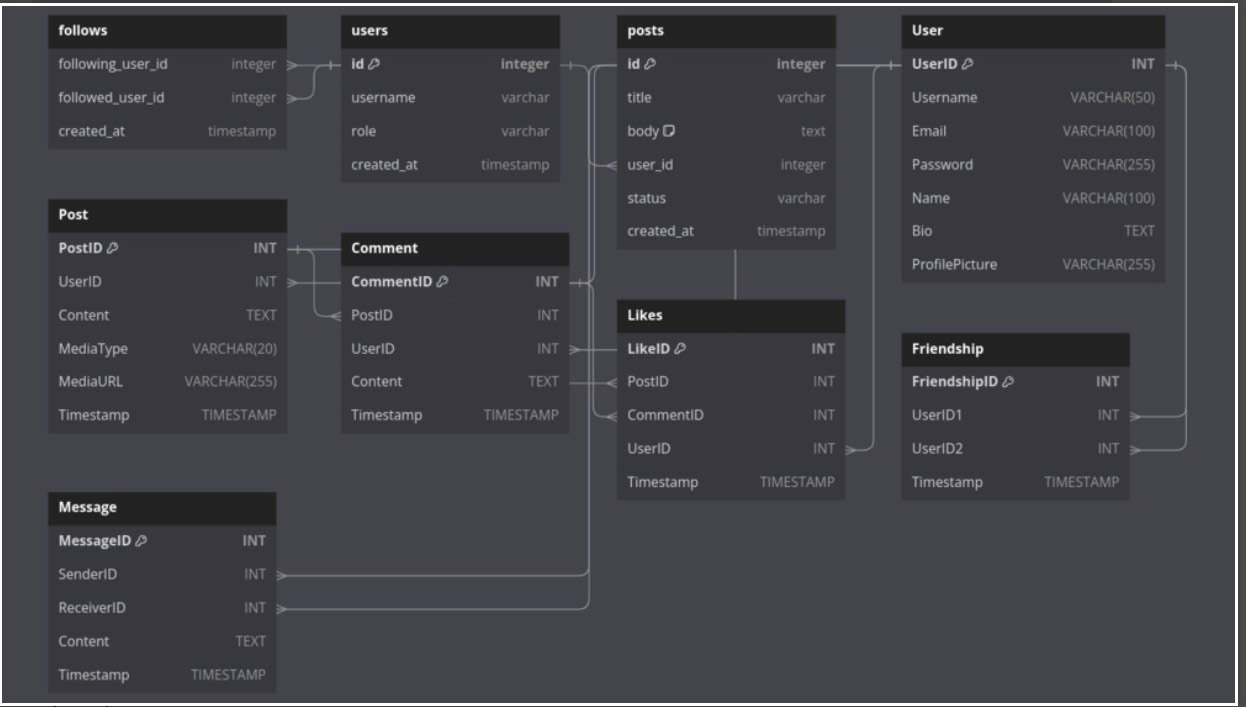 follows
following_user_id integer
followed_user_id integer
created_at timestamp
users
id integer
username varchar
role varchar
created_at timestamp
posts
id integer
title varchar
body text
user_id integer
status varchar
created_at timestamp
User
UserID INT
Username VARCHAR(50)
Email VARCHAR(100)
Password VARCHAR(255)
Name VARCHAR(100)
Bio TEXT
ProfilePicture VARCHAR(255)
Post
PostID INT
UserID INT
Content TEXT
MediaType VARCHAR(20)
MediaURL VARCHAR(255)
Timestamp TIMESTAMP
Comment
CommentID INT
PostID INT
UserID INT
Content TEXT
Timestamp TIMESTAMP
Likes
LikeID INT
PostID INT
CommentID INT
UserID INT
Timestamp TIMESTAMP
Friendship
FriendshipID INT
UserID1 INT
UserID2 INT
Timestamp TIMESTAMP
Message
MessageID INT
SenderID INT
ReceiverID INT
Content TEXT
Timestamp TIMESTAMP